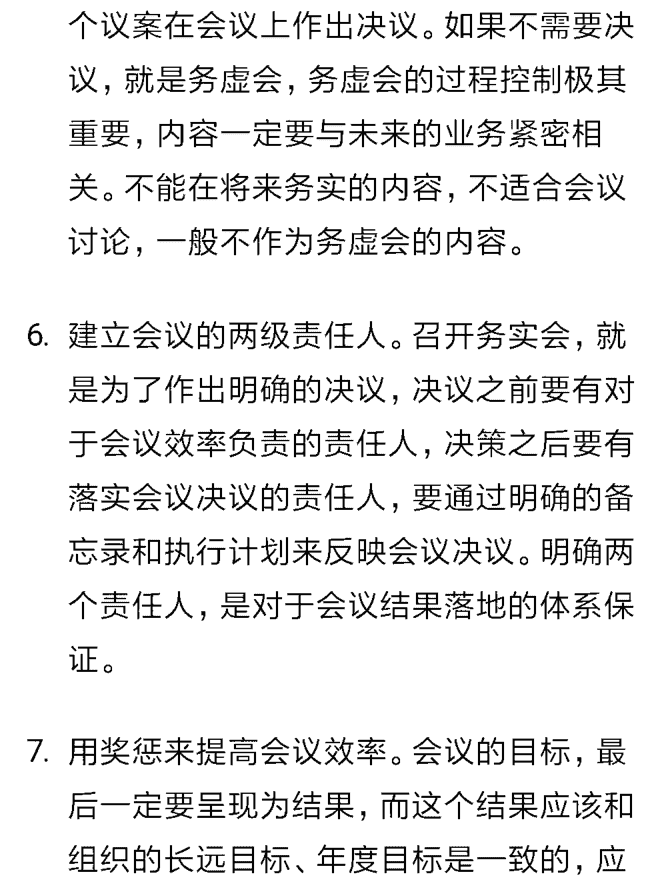 个议案在会议上作出决议。如果不需要决
议，就是务虚会，务虚会的过程控制极其
重要，内容一定要与未来的业务紧密相
关。不能在将来务实的内容，不适合会议
讨论，一般不作为务虚会的内容。
6. 建立会议的两级责任人。召开务实会，就
是为了作出明确的决议，决议之前要有对
于会议效率负责的责任人，决策之后要有
落实会议决议的责任人，要通过明确的备
忘录和执行计划来反映会议决议。明确两
个责任人，是对于会议结果落地的体系保
证。
7. 用奖惩来提高会议效率。会议的目标，最
后一定要呈现为结果，而这个结果应该和
组织的长远目标、年度目标是一致的，应